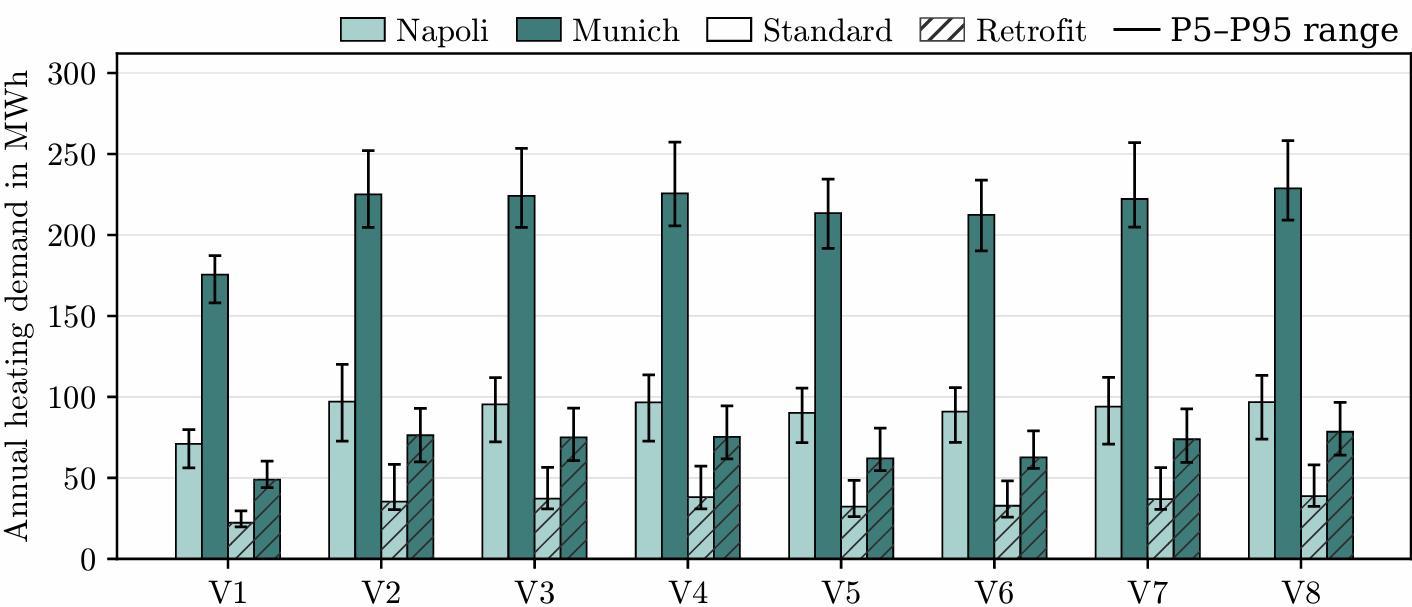 Napoli Munich Standard Retrofit P5–P95 range
Annual heating demand in MWh
300
250
200
150
100
50
0
V1 V2 V3 V4 V5 V6 V7 V8